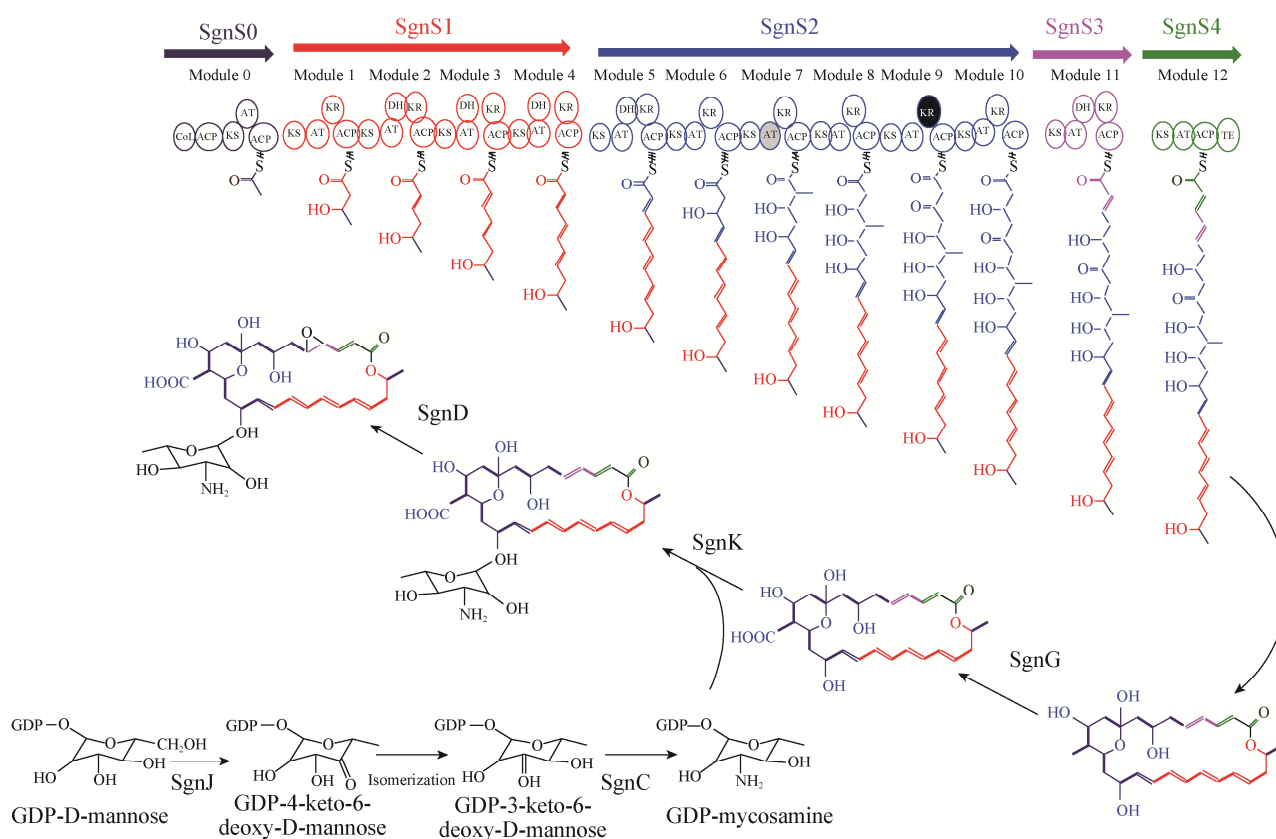 SgnS0 SgnS1 SgnS2 SgnS3 SgnS4
Module 0 Module 1 Module 2 Module 3 Module 4 Module 5 Module 6 Module 7 Module 8 Module 9 Module 10 Module 11 Module 12
AT KR DH KR DH KR DH KR DH KR KR KR KR KR KR DH KR
CoL ACP KS ACP KS AT ACP KS AT ACP KS AT ACP KS AT ACP KS AT ACP KS AT ACP KS AT ACP KS AT ACP KS AT ACP KS AT ACP KS AT ACP KS AT ACP TE
S S S S S S S S S S S S S
O O O O O O O O O O O O O
HO HO HO HO HO HO HO HO HO HO HO HO
OH OH O O
HOOC O OH O
SgnD
OH
HO NH2 OH
OH OH O
HOOC O OH O
SgnK
OH
HO NH2 OH
OH OH O
HOOC O OH O
OH
SgnG
HO OH O
O OH O
OH
GDP–O O CH2OH OH HO OH
SgnJ
GDP–O O HO OH O
Isomerization
GDP–O O OH HO O
SgnC
GDP–O O OH HO NH2
GDP-D-mannose
GDP-4-keto-6-
deoxy-D-mannose
GDP-3-keto-6-
deoxy-D-mannose
GDP-mycosamine